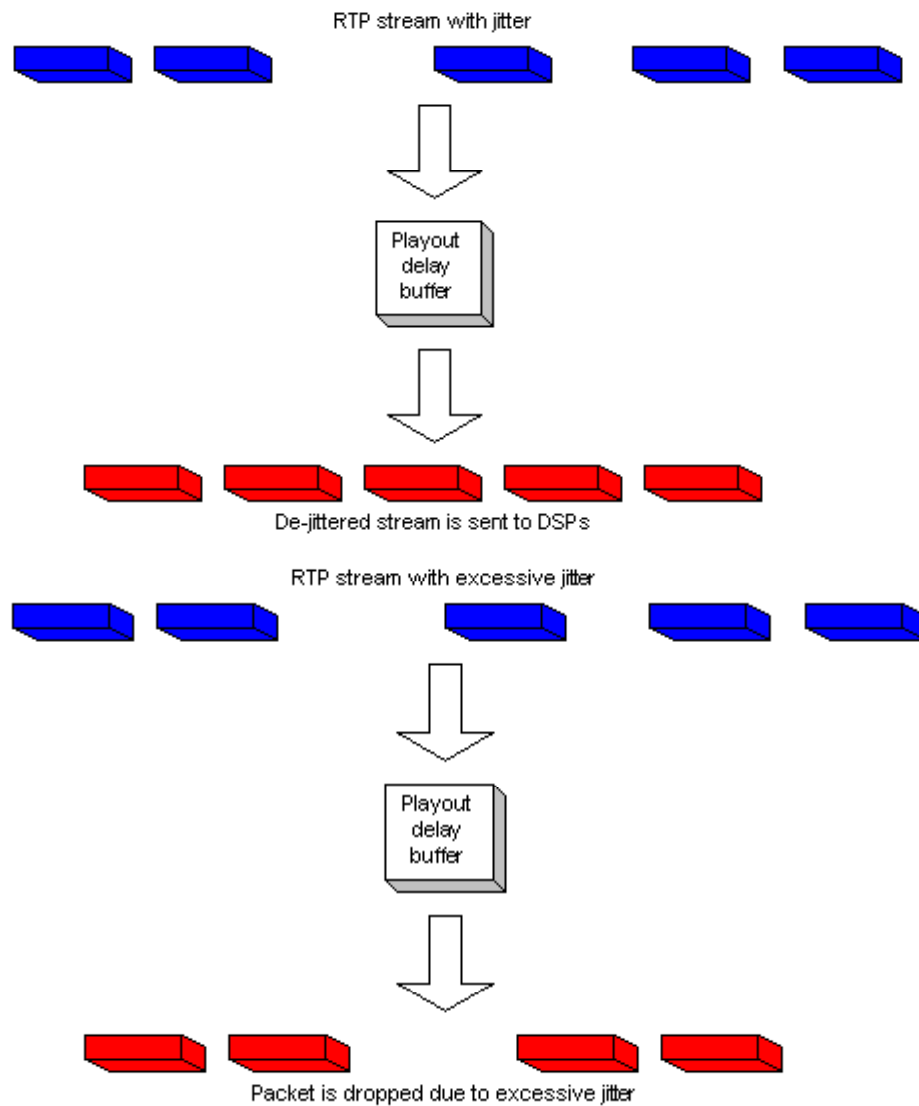 RTP stream with jitter
Playout
delay
buffer
De-jittered stream is sent to DSPs
RTP stream with excessive jitter
Playout
delay
buffer
Packet is dropped due to excessive jitter